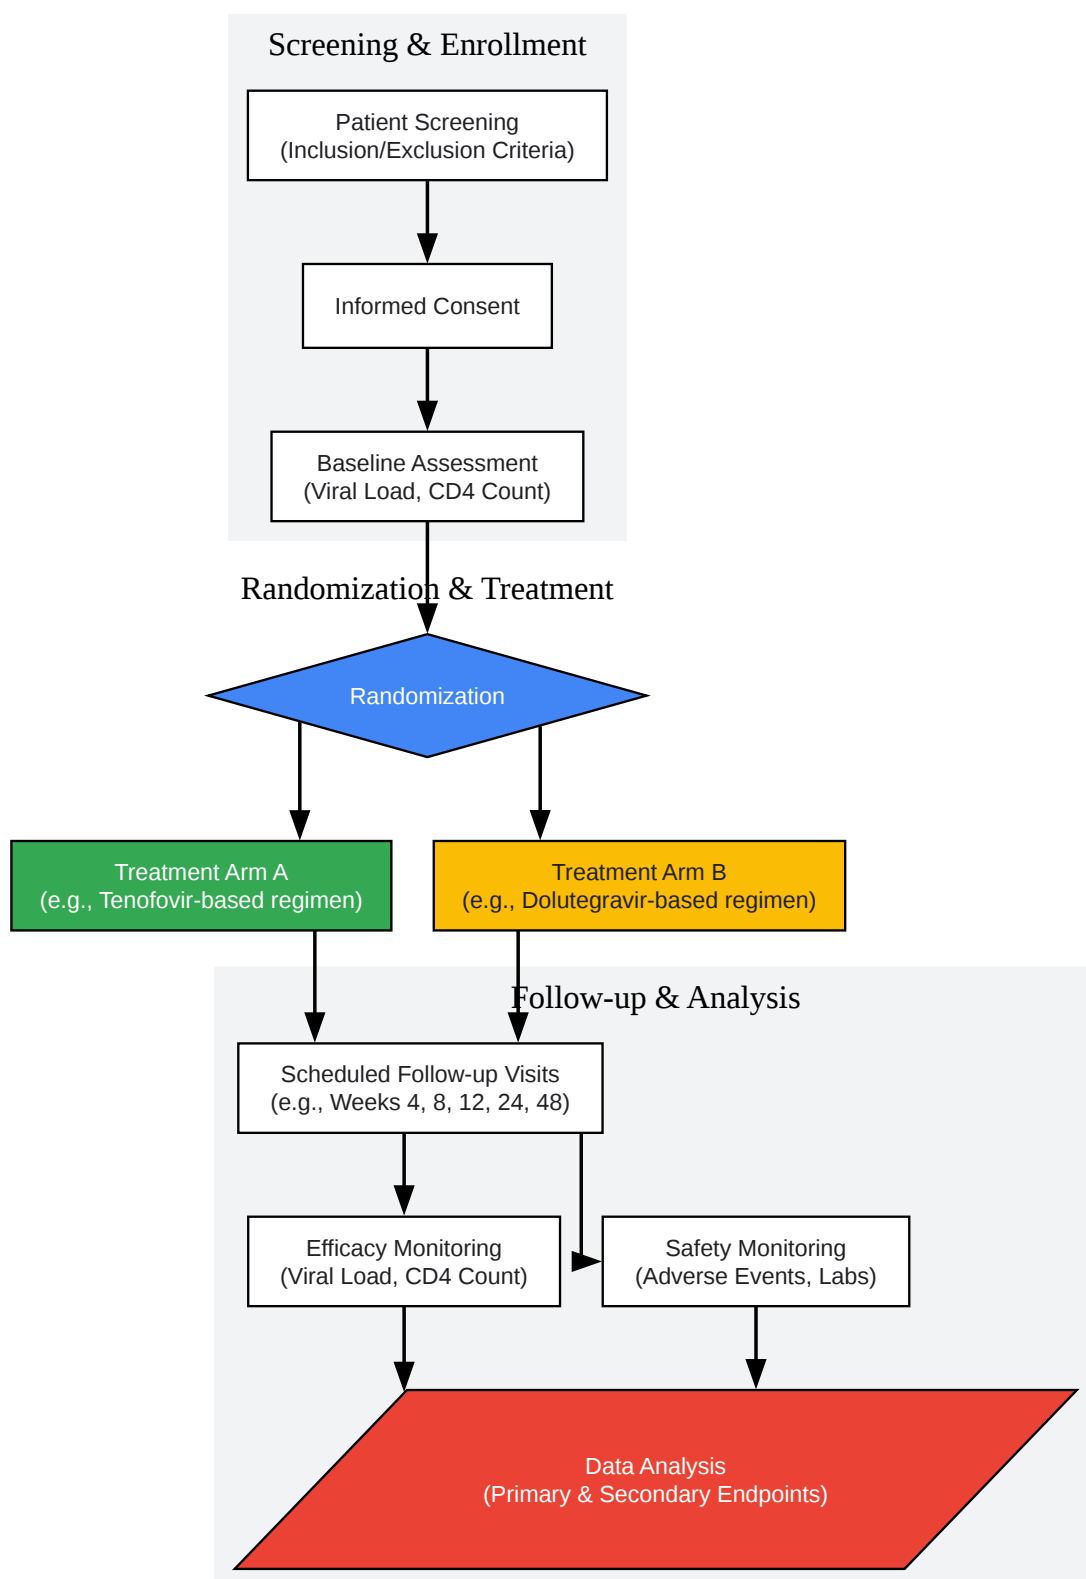 Screening & Enrollment
Patient Screening
(Inclusion/Exclusion Criteria)
Informed Consent
Baseline Assessment
(Viral Load, CD4 Count)
Randomization & Treatment
Randomization
Treatment Arm A
(e.g., Tenofovir-based regimen)
Treatment Arm B
(e.g., Dolutegravir-based regimen)
Follow-up & Analysis
Scheduled Follow-up Visits
(e.g., Weeks 4, 8, 12, 24, 48)
Efficacy Monitoring
(Viral Load, CD4 Count)
Safety Monitoring
(Adverse Events, Labs)
Data Analysis
(Primary & Secondary Endpoints)